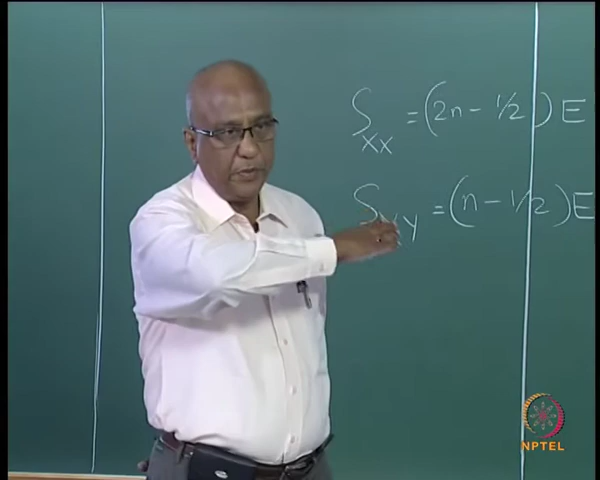 S_XX = (2n - 1/2) E
S_XY = (n - 1/2) E
NPTEL